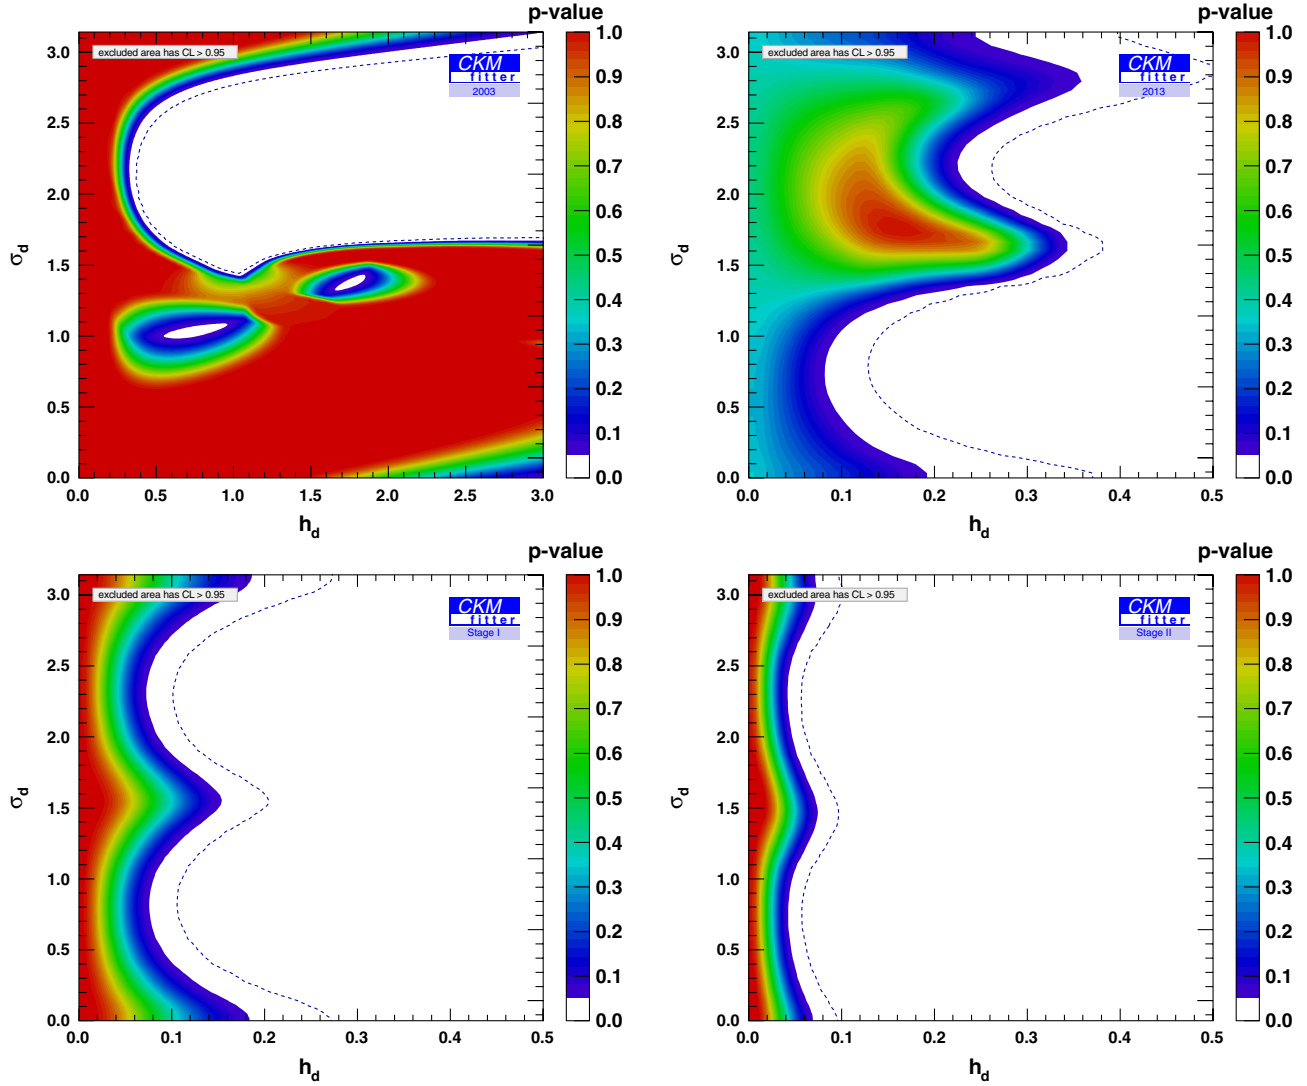 p-value
excluded area has CL > 0.95
CKM
fitter
2003
3.0
2.5
2.0
1.5
1.0
0.5
0.0
σd
0.0 0.5 1.0 1.5 2.0 2.5 3.0
hd
1.0
0.9
0.8
0.7
0.6
0.5
0.4
0.3
0.2
0.1
0.0
p-value
excluded area has CL > 0.95
CKM
fitter
2013
3.0
2.5
2.0
1.5
1.0
0.5
0.0
σd
0.0 0.1 0.2 0.3 0.4 0.5
hd
1.0
0.9
0.8
0.7
0.6
0.5
0.4
0.3
0.2
0.1
0.0
p-value
excluded area has CL > 0.95
CKM
fitter
Stage I
3.0
2.5
2.0
1.5
1.0
0.5
0.0
σd
0.0 0.1 0.2 0.3 0.4 0.5
hd
1.0
0.9
0.8
0.7
0.6
0.5
0.4
0.3
0.2
0.1
0.0
p-value
excluded area has CL > 0.95
CKM
fitter
Stage II
3.0
2.5
2.0
1.5
1.0
0.5
0.0
σd
0.0 0.1 0.2 0.3 0.4 0.5
hd
1.0
0.9
0.8
0.7
0.6
0.5
0.4
0.3
0.2
0.1
0.0